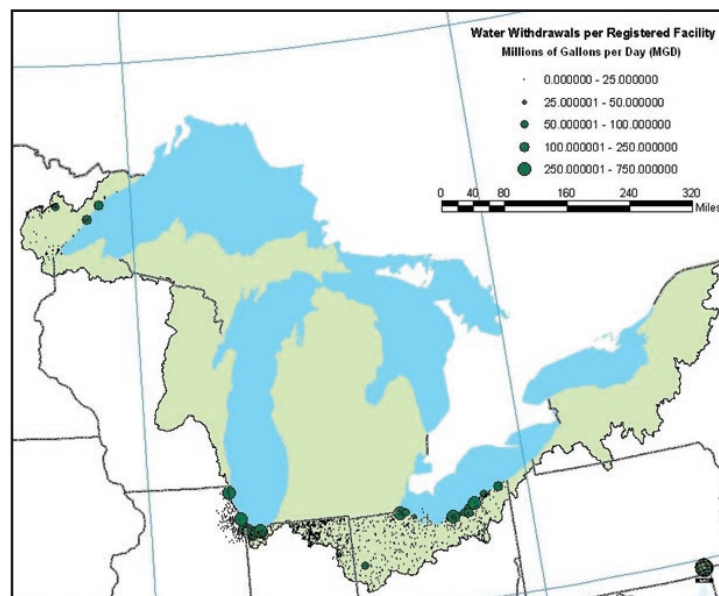 Water Withdrawals per Registered Facility
Millions of Gallons per Day (MGD)
0.000000 - 25.000000
25.000001 - 50.000000
50.000001 - 100.000000
100.000001 - 250.000000
250.000001 - 750.000000
0 40 80 160 240 320
Miles